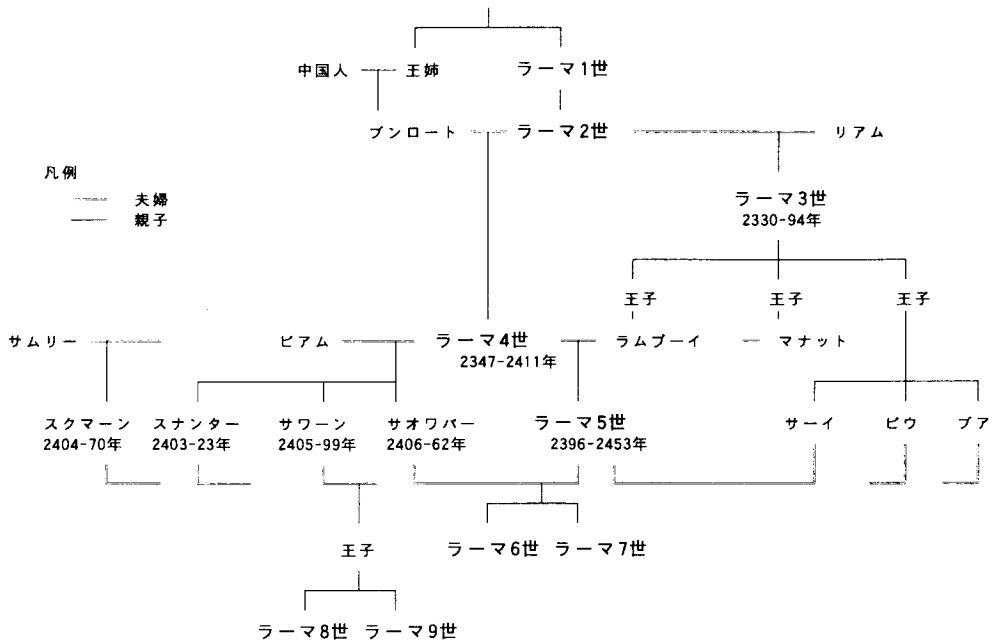 中国人 王姉 ラーマ1世
ブンロート ラーマ2世 リアム
凡例
夫婦
親子
ラーマ3世
2330-94年
王子 王子 王子
サムリー ピアム ラーマ4世 ラムプーイ マナット
2347-2411年
スクマーン スナンター サワーン サオワパー ラーマ5世 サーイ ピウ ブア
2404-70年 2403-23年 2405-99年 2406-62年 2396-2453年
王子 ラーマ6世 ラーマ7世
ラーマ8世 ラーマ9世